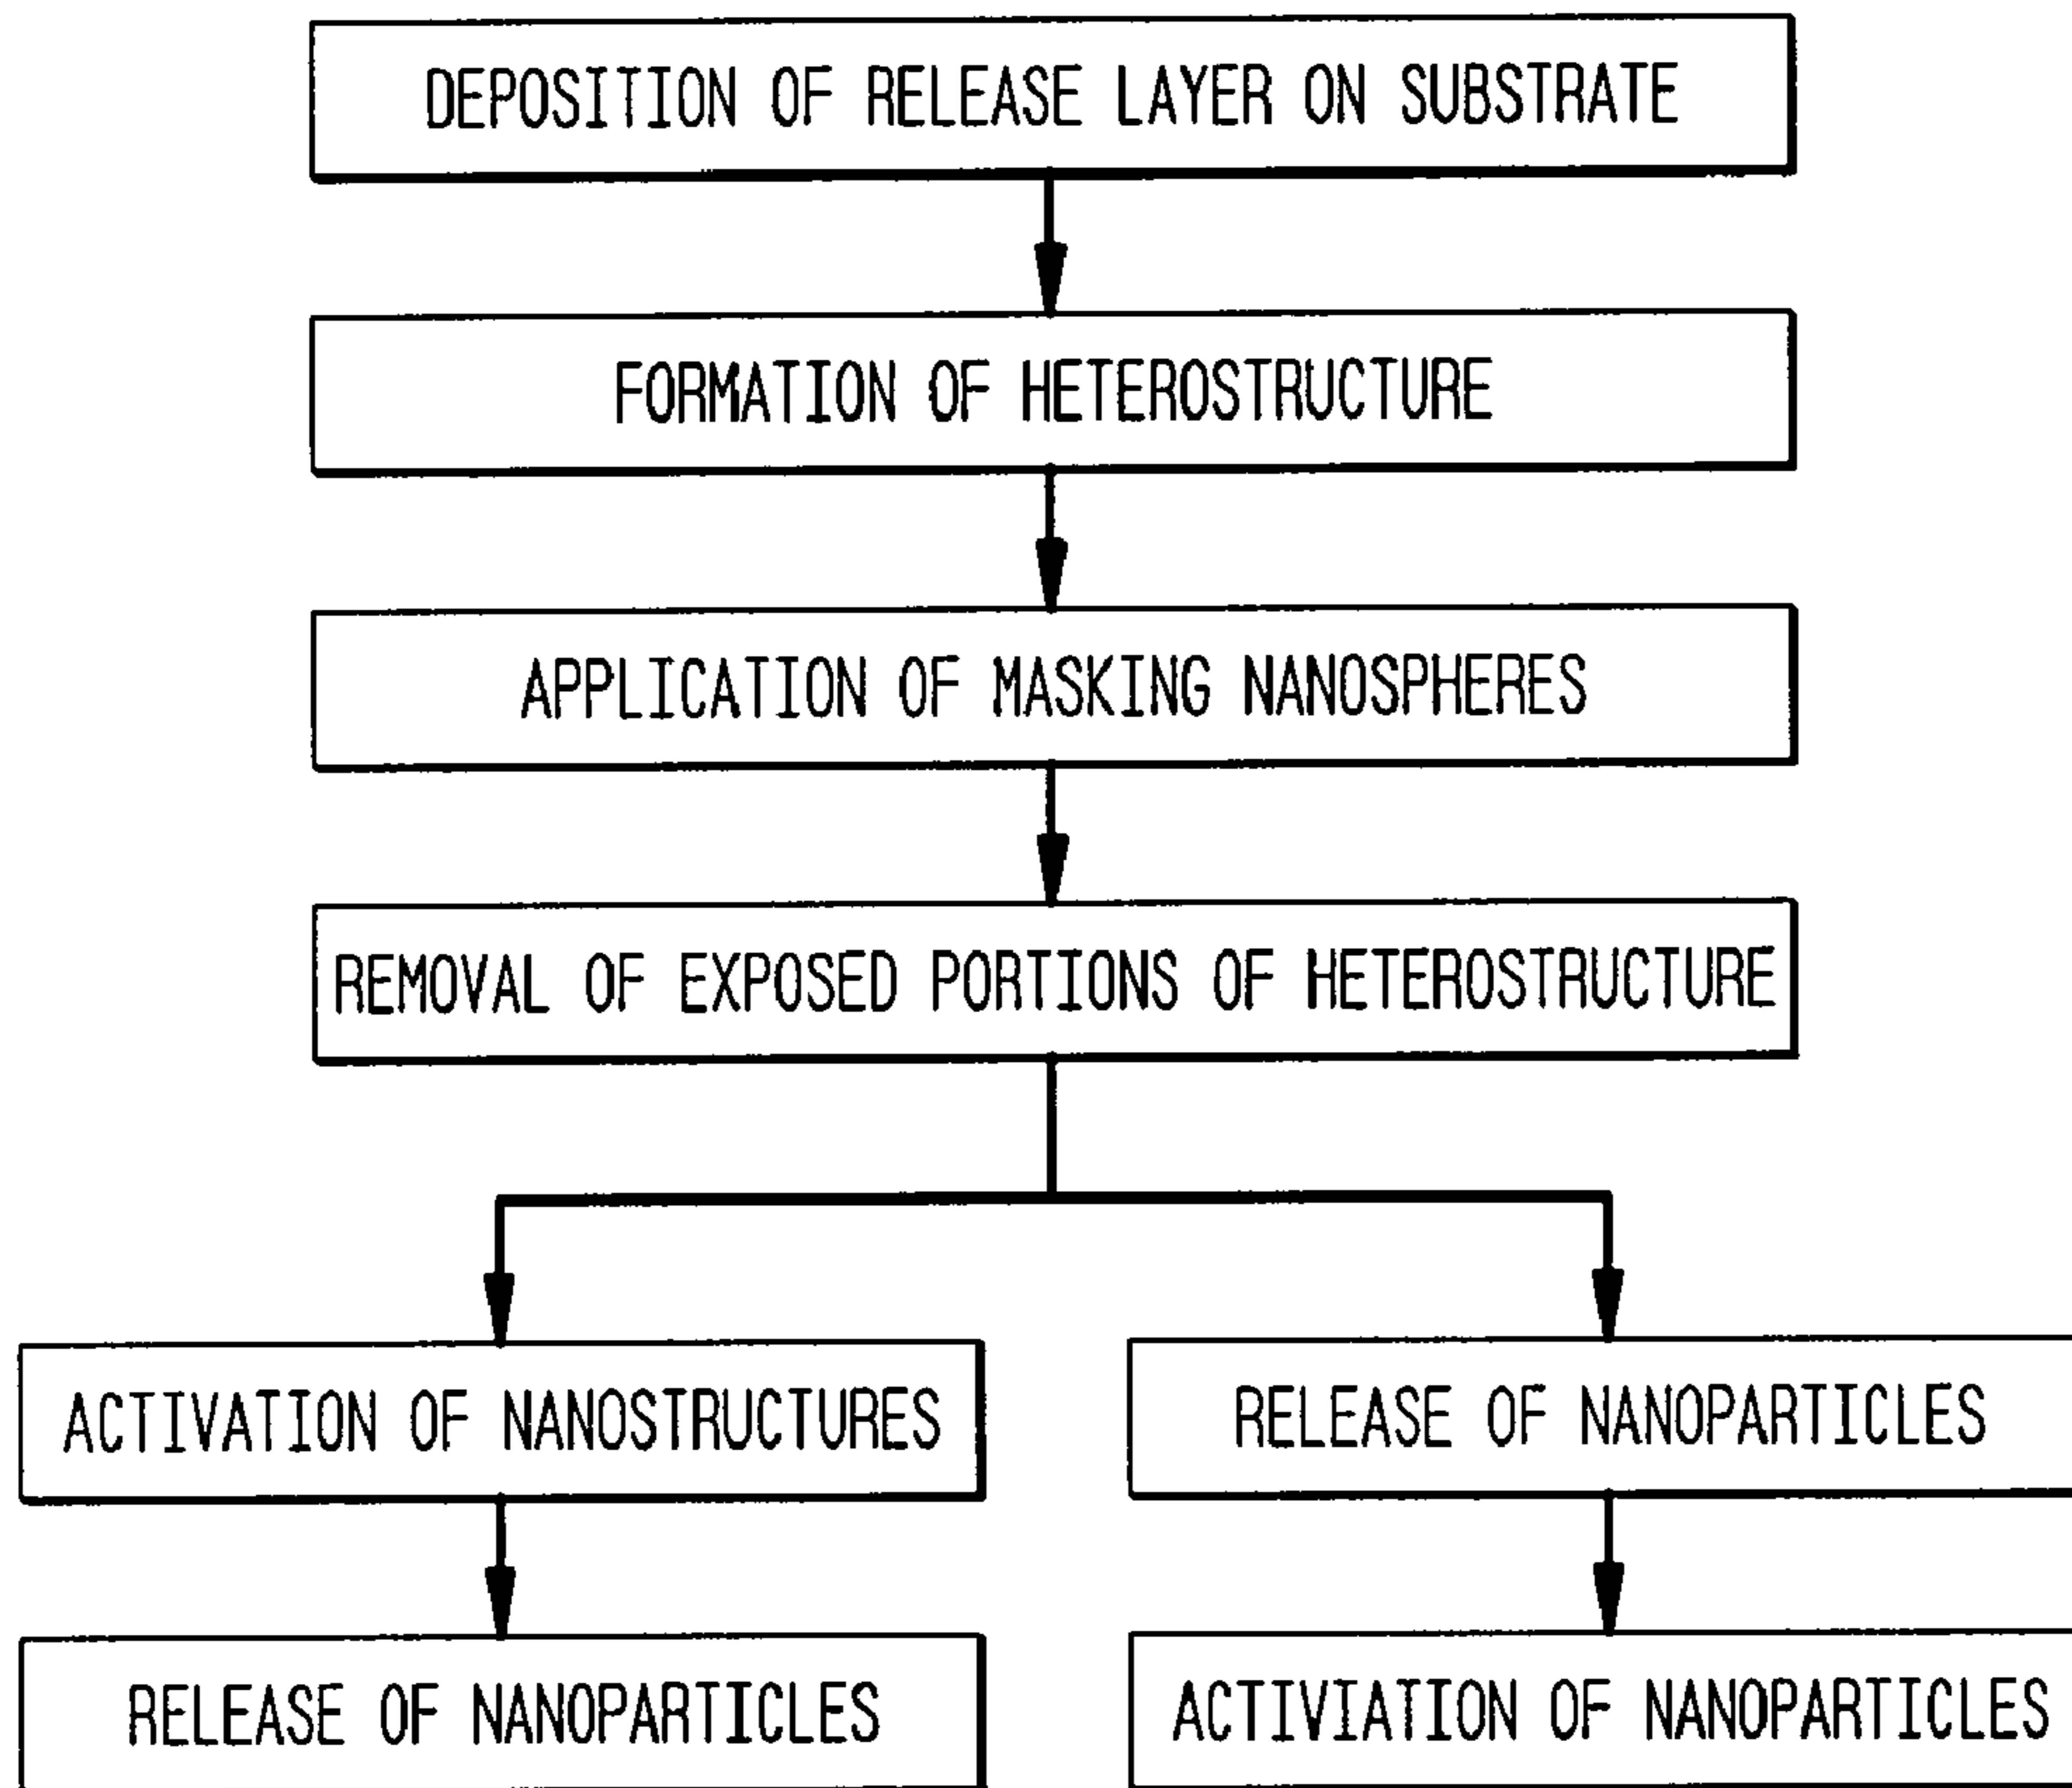 DEPOSITION OF RELEASE LAYER ON SUBSTRATE
FORMATION OF HETEROSTRUCTURE
APPLICATION OF MASKING NANOSPHERES
REMOVAL OF EXPOSED PORTIONS OF HETEROSTRUCTURE
ACTIVATION OF NANOSTRUCTURES
RELEASE OF NANOPARTICLES
RELEASE OF NANOPARTICLES
ACTIVIATION OF NANOPARTICLES